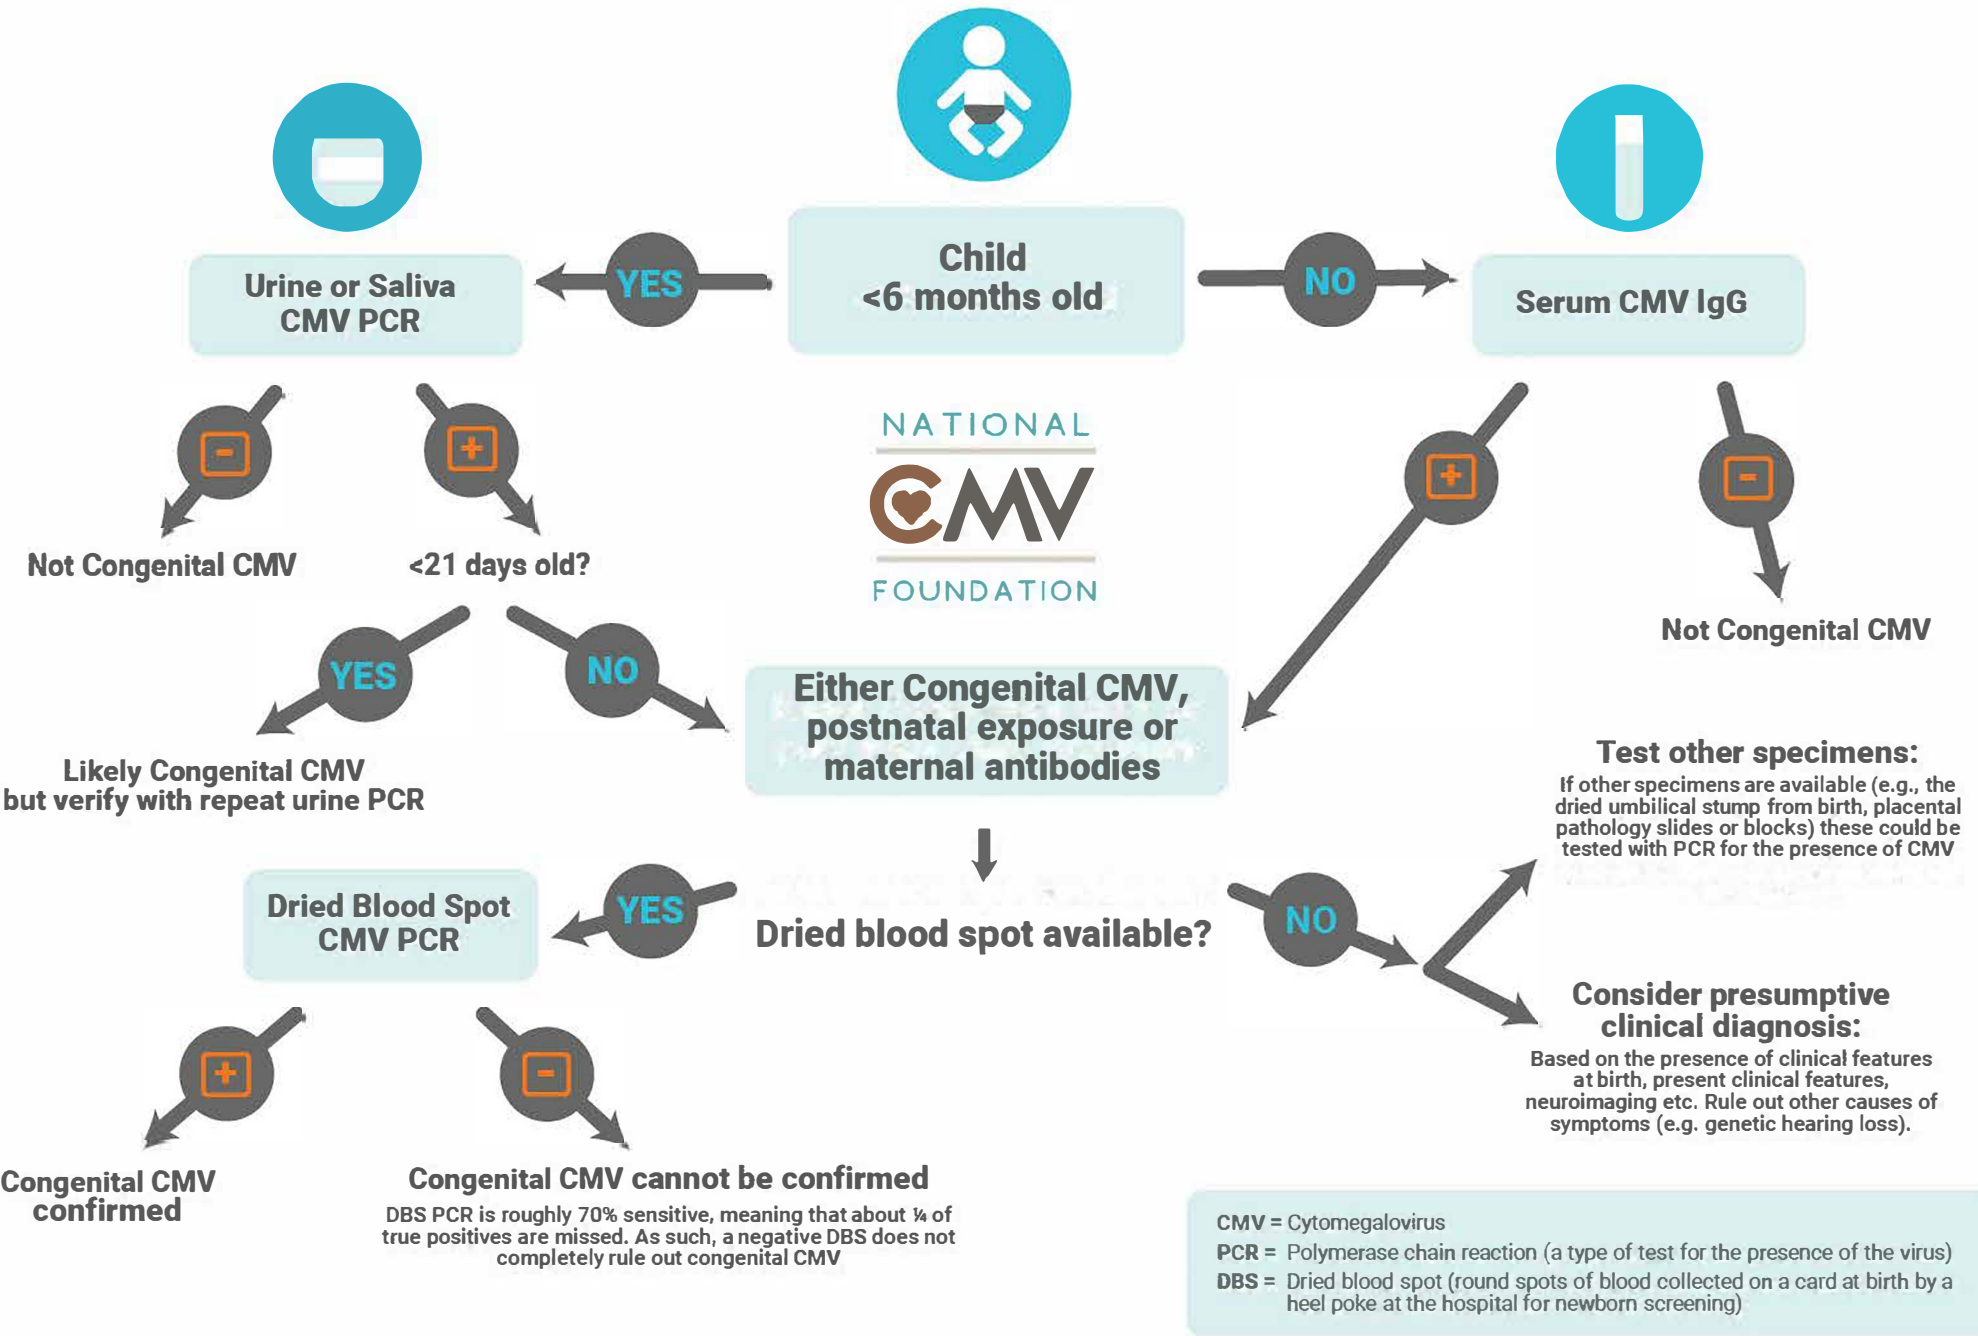 Child
<6 months old
YES
NO
Urine or Saliva
CMV PCR
Serum CMV IgG
-
+
+
-
NATIONAL
CMV
FOUNDATION
Not Congenital CMV
<21 days old?
Not Congenital CMV
YES
NO
Either Congenital CMV,
postnatal exposure or
maternal antibodies
Likely Congenital CMV
but verify with repeat urine PCR
Test other specimens:
If other specimens are available (e.g., the
dried umbilical stump from birth, placental
pathology slides or blocks) these could be
tested with PCR for the presence of CMV
Dried blood spot available?
YES
NO
Dried Blood Spot
CMV PCR
Consider presumptive
clinical diagnosis:
Based on the presence of clinical features
at birth, present clinical features,
neuroimaging etc. Rule out other causes of
symptoms (e.g. genetic hearing loss).
+
-
Congenital CMV
confirmed
Congenital CMV cannot be confirmed
DBS PCR is roughly 70% sensitive, meaning that about ¼ of
true positives are missed. As such, a negative DBS does not
completely rule out congenital CMV
CMV = Cytomegalovirus
PCR = Polymerase chain reaction (a type of test for the presence of the virus)
DBS = Dried blood spot (round spots of blood collected on a card at birth by a
heel poke at the hospital for newborn screening)